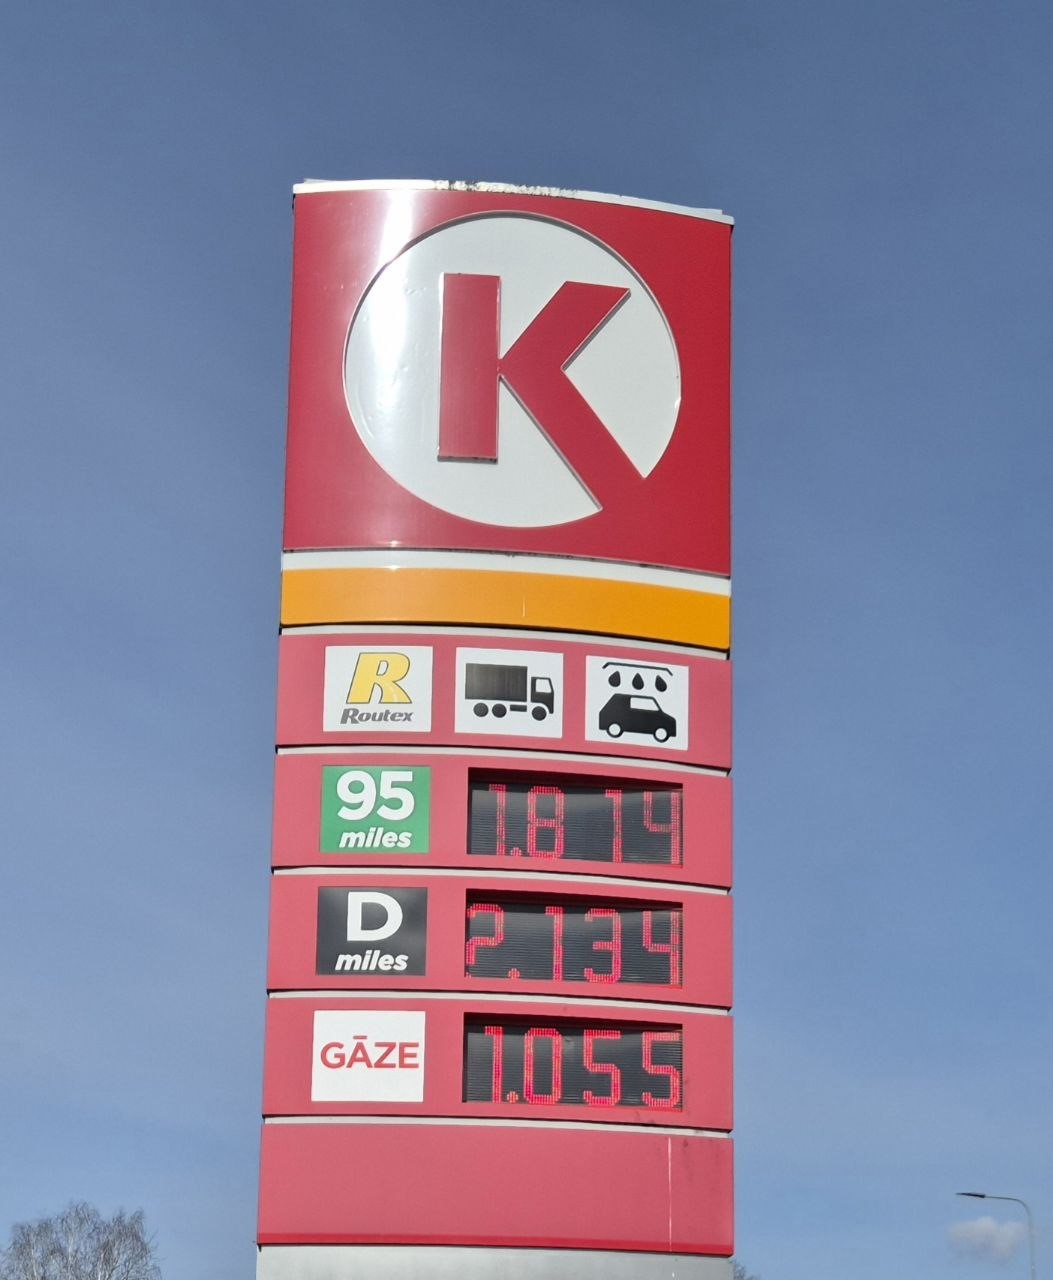 K
R
Routex
95
miles
1.814
D
miles
2.134
GĀZE
1.055